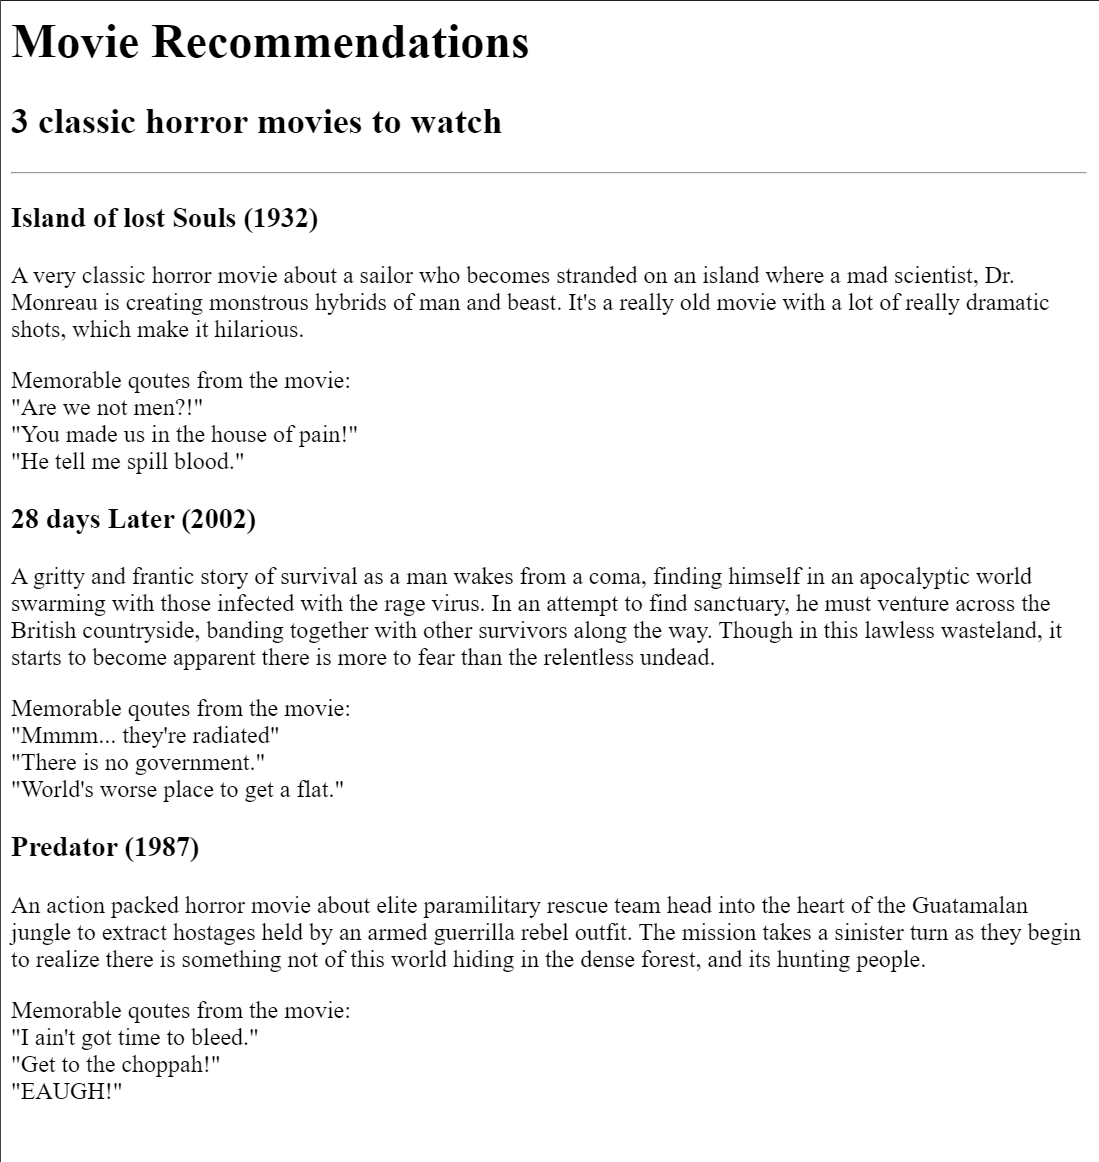 Movie Recommendations
3 classic horror movies to watch
Island of lost Souls (1932)
A very classic horror movie about a sailor who becomes stranded on an island where a mad scientist, Dr.
Monreau is creating monstrous hybrids of man and beast. It's a really old movie with a lot of really dramatic
shots, which make it hilarious.
Memorable qoutes from the movie:
"Are we not men?!"
"You made us in the house of pain!"
"He tell me spill blood."
28 days Later (2002)
A gritty and frantic story of survival as a man wakes from a coma, finding himself in an apocalyptic world
swarming with those infected with the rage virus. In an attempt to find sanctuary, he must venture across the
British countryside, banding together with other survivors along the way. Though in this lawless wasteland, it
starts to become apparent there is more to fear than the relentless undead.
Memorable qoutes from the movie:
"Mmmm... they're radiated"
"There is no government."
"World's worse place to get a flat."
Predator (1987)
An action packed horror movie about elite paramilitary rescue team head into the heart of the Guatamalan
jungle to extract hostages held by an armed guerrilla rebel outfit. The mission takes a sinister turn as they begin
to realize there is something not of this world hiding in the dense forest, and its hunting people.
Memorable qoutes from the movie:
"I ain't got time to bleed."
"Get to the choppah!"
"EAUGH!"